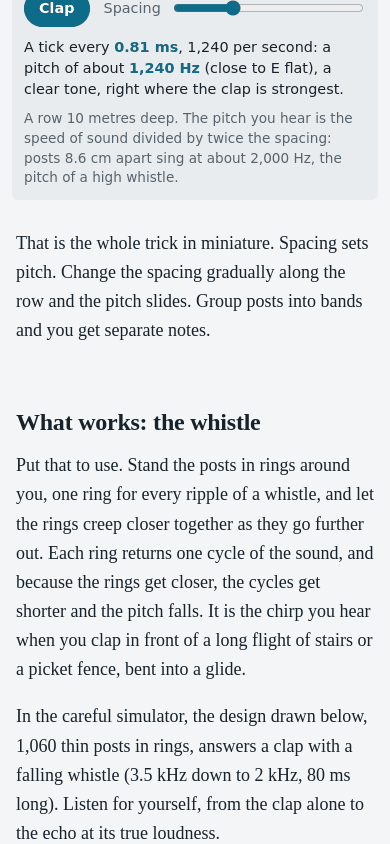 Clap Spacing
A tick every 0.81 ms, 1,240 per second: a
pitch of about 1,240 Hz (close to E flat), a
clear tone, right where the clap is strongest.
A row 10 metres deep. The pitch you hear is the
speed of sound divided by twice the spacing:
posts 8.6 cm apart sing at about 2,000 Hz, the
pitch of a high whistle.
That is the whole trick in miniature. Spacing sets
pitch. Change the spacing gradually along the
row and the pitch slides. Group posts into bands
and you get separate notes.
What works: the whistle
Put that to use. Stand the posts in rings around
you, one ring for every ripple of a whistle, and let
the rings creep closer together as they go further
out. Each ring returns one cycle of the sound, and
because the rings get closer, the cycles get
shorter and the pitch falls. It is the chirp you hear
when you clap in front of a long flight of stairs or
a picket fence, bent into a glide.
In the careful simulator, the design drawn below,
1,060 thin posts in rings, answers a clap with a
falling whistle (3.5 kHz down to 2 kHz, 80 ms
long). Listen for yourself, from the clap alone to
the echo at its true loudness.